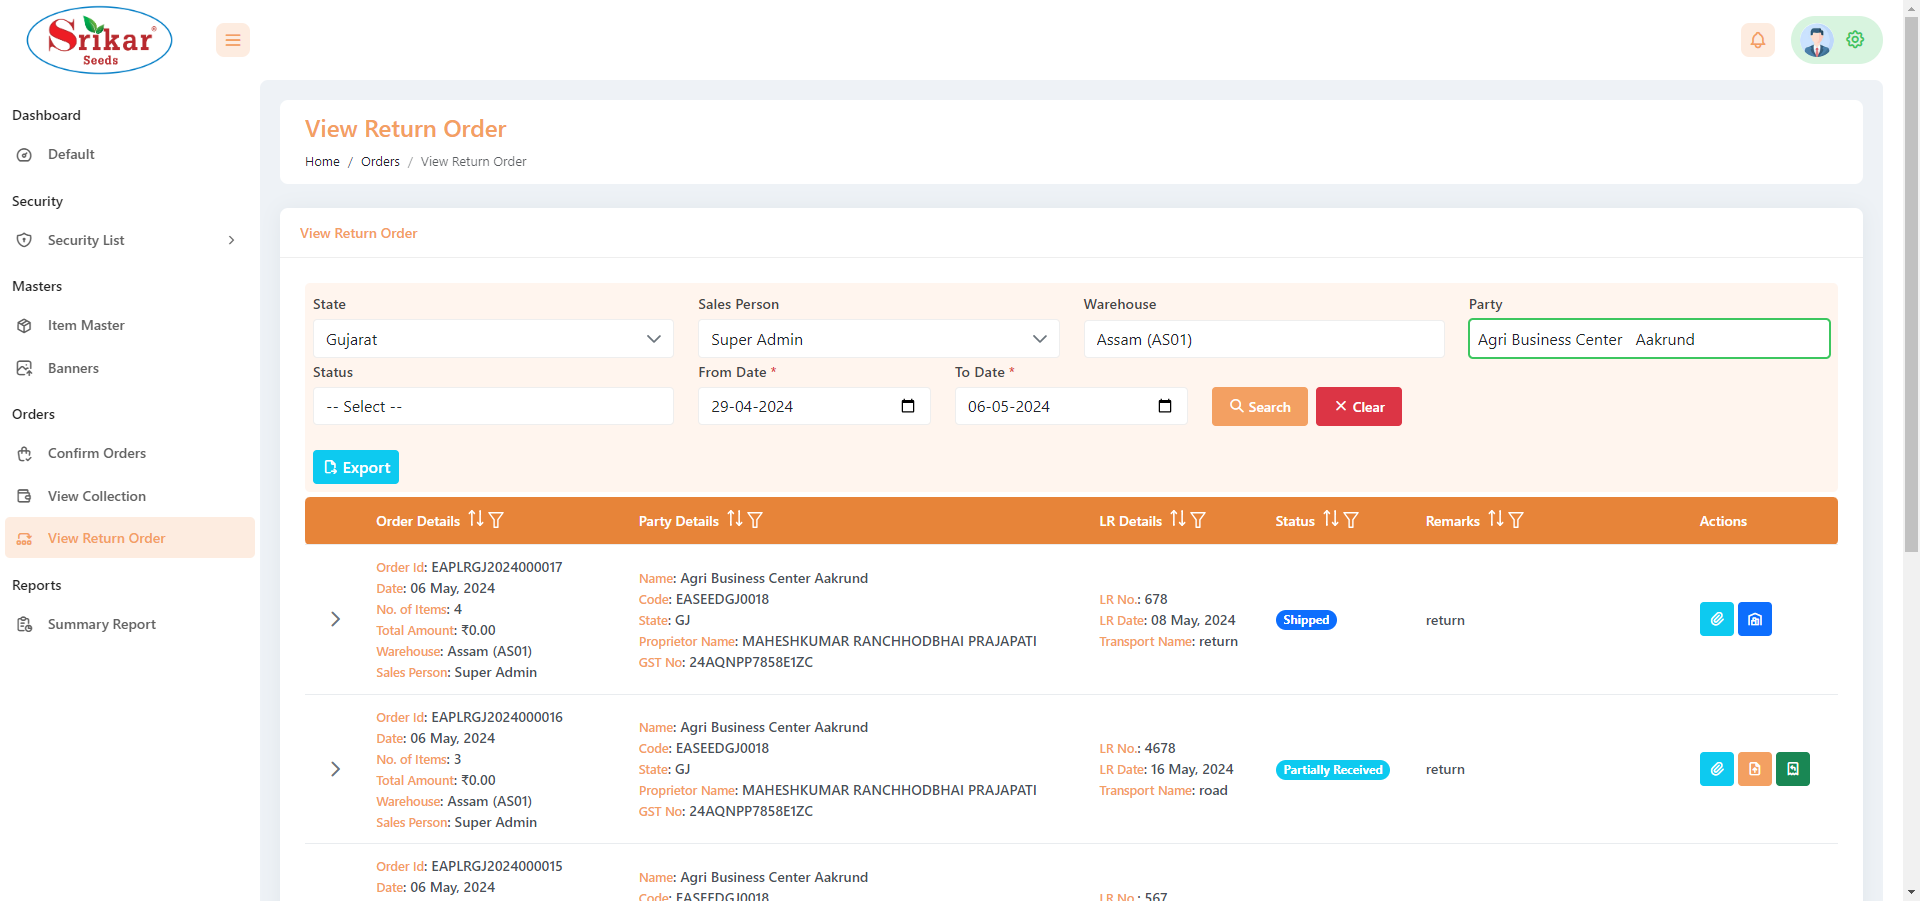 Srikar®
Seeds
Dashboard
Default
Security
Security List
Masters
Item Master
Banners
Orders
Confirm Orders
View Collection
View Return Order
Reports
Summary Report
View Return Order
Home / Orders / View Return Order
View Return Order
State Sales Person Warehouse Party
Gujarat Super Admin Assam (AS01) Agri Business Center Aakrund
Status From Date * To Date *
-- Select -- 29-04-2024 06-05-2024 Search Clear
Export
Order Details Party Details LR Details Status Remarks Actions
Order Id: EAPLRGJ2024000017
Date: 06 May, 2024
No. of Items: 4
Total Amount: ₹0.00
Warehouse: Assam (AS01)
Sales Person: Super Admin
Name: Agri Business Center Aakrund
Code: EASEEDGJ0018
State: GJ
Proprietor Name: MAHESHKUMAR RANCHHODBHAI PRAJAPATI
GST No: 24AQNPP7858E1ZC
LR No.: 678
LR Date: 08 May, 2024
Transport Name: return
Shipped
return
Order Id: EAPLRGJ2024000016
Date: 06 May, 2024
No. of Items: 3
Total Amount: ₹0.00
Warehouse: Assam (AS01)
Sales Person: Super Admin
Name: Agri Business Center Aakrund
Code: EASEEDGJ0018
State: GJ
Proprietor Name: MAHESHKUMAR RANCHHODBHAI PRAJAPATI
GST No: 24AQNPP7858E1ZC
LR No.: 4678
LR Date: 16 May, 2024
Transport Name: road
Partially Received
return
Order Id: EAPLRGJ2024000015
Date: 06 May, 2024
Name: Agri Business Center Aakrund
Code: EASEEDGJ0018
LR No.: 567